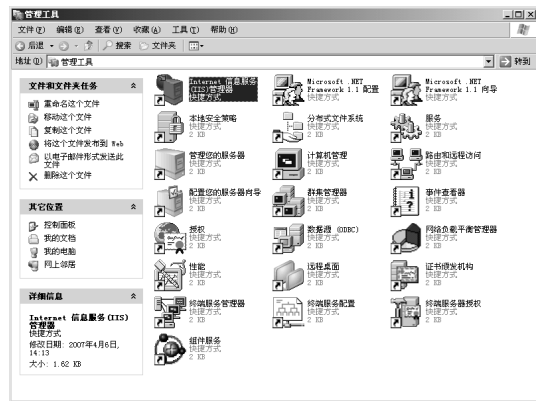 管理工具
文件(F) 编辑(E) 查看(V) 收藏(A) 工具(T) 帮助(H)
后退 搜索 文件夹
地址(D) 管理工具 转到
文件和文件夹任务
重命名这个文件
移动这个文件
复制这个文件
将这个文件发布到 Web
以电子邮件形式发送此
文件
删除这个文件
其它位置
控制面板
我的文档
我的电脑
网上邻居
详细信息
Internet 信息服务(IIS)
管理器
快捷方式
修改日期: 2007年4月6日,
14:13
大小: 1.62 KB
Internet 信息服务
(IIS)管理器
快捷方式
Microsoft .NET
Framework 1.1 配置
快捷方式
Microsoft .NET
Framework 1.1 向导
快捷方式
本地安全策略
快捷方式
2 KB
分布式文件系统
快捷方式
2 KB
服务
快捷方式
2 KB
管理您的服务器
快捷方式
2 KB
计算机管理
快捷方式
2 KB
路由和远程访问
快捷方式
2 KB
配置您的服务器向导
快捷方式
2 KB
群集管理器
快捷方式
2 KB
事件查看器
快捷方式
2 KB
授权
快捷方式
2 KB
数据源 (ODBC)
快捷方式
2 KB
网络负载平衡管理器
快捷方式
2 KB
性能
快捷方式
2 KB
远程桌面
快捷方式
2 KB
证书颁发机构
快捷方式
2 KB
终端服务管理器
快捷方式
2 KB
终端服务配置
快捷方式
2 KB
终端服务器授权
快捷方式
2 KB
组件服务
快捷方式
2 KB